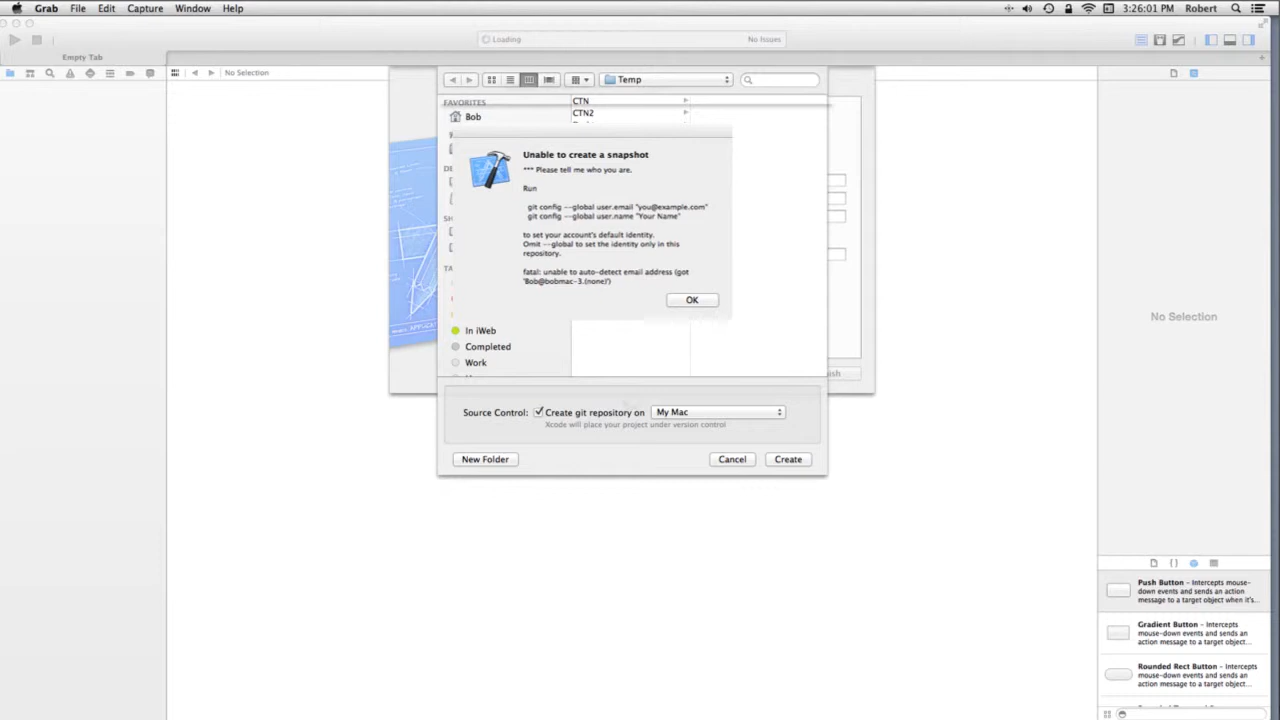 Grab File Edit Capture Window Help
3:26:01 PM Robert
Loading No Issues
Empty Tab
No Selection
Temp
FAVORITES
Bob
CTN
CTN2
Unable to create a snapshot
*** Please tell me who you are.
Run
git config --global user.email "you@example.com"
git config --global user.name "Your Name"
to set your account's default identity.
Omit --global to set the identity only in this
repository.
fatal: unable to auto-detect email address (got
'Bob@bobmac-3.(none)')
OK
In iWeb
Completed
Work
Source Control: Create git repository on My Mac
Xcode will place your project under version control
New Folder Cancel Create
No Selection
Push Button - Intercepts mouse-
down events and sends an action
message to a target object when it's...
Gradient Button - Intercepts
mouse-down events and sends an
action message to a target object...
Rounded Rect Button - Intercepts
mouse-down events and sends an
action message to a target object...